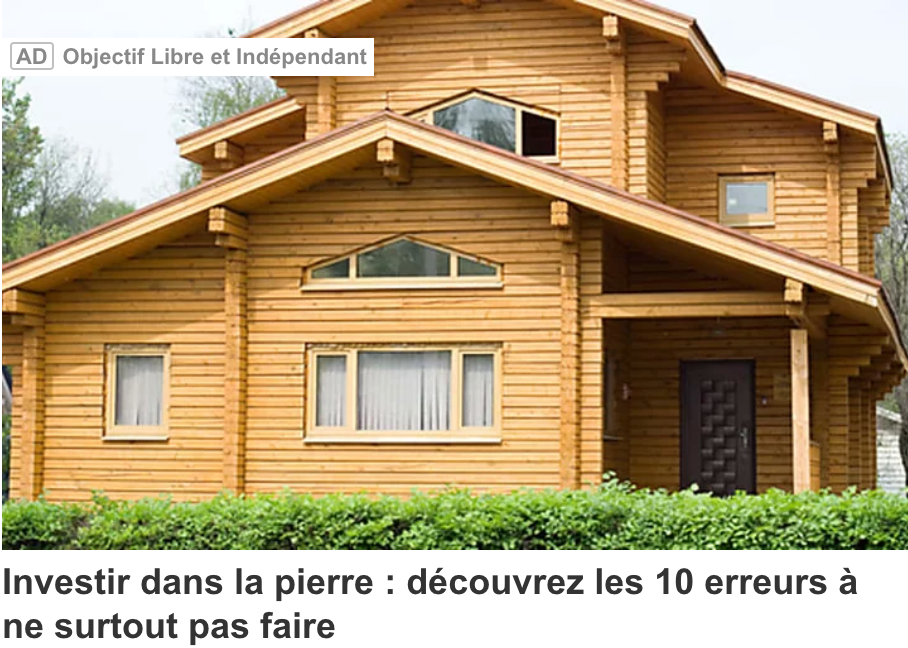 AD Objectif Libre et Indépendant
Investir dans la pierre : découvrez les 10 erreurs à
ne surtout pas faire